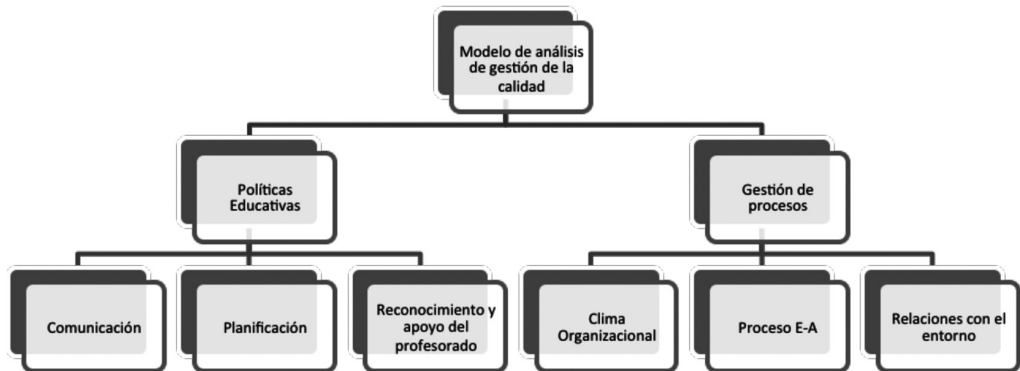 Modelo de análisis
de gestión de la
calidad
Políticas
Educativas
Gestión de
procesos
Comunicación
Planificación
Reconocimiento y
apoyo del
profesorado
Clima
Organizacional
Proceso E-A
Relaciones con el
entorno